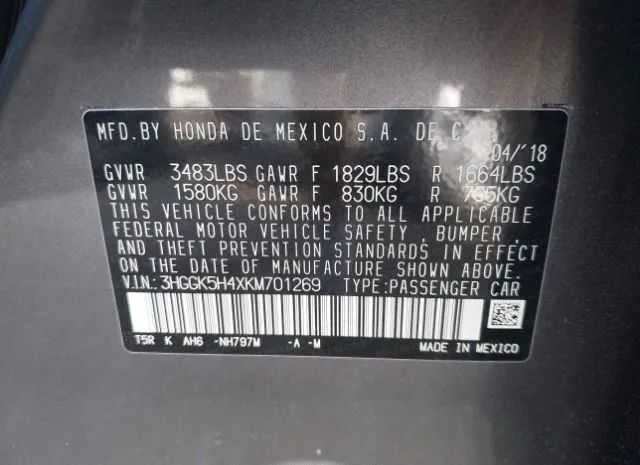 MFD.BY HONDA DE MEXICO S.A. DE C.
04/'18
GVWR 3483LBS GAWR F 1829LBS R 1664LBS
GVWR 1580KG GAWR F 830KG R 755KG
THIS VEHICLE CONFORMS TO ALL APPLICABLE
FEDERAL MOTOR VEHICLE SAFETY , BUMPER ,
AND THEFT PREVENTION STANDARDS IN EFFECT
ON THE DATE OF MANUFACTURE SHOWN ABOVE.
V.IN.: 3HGGK5H4XKM701269 TYPE:PASSENGER CAR
T5R K AH6 -NH797M -A -M
MADE IN MEXICO